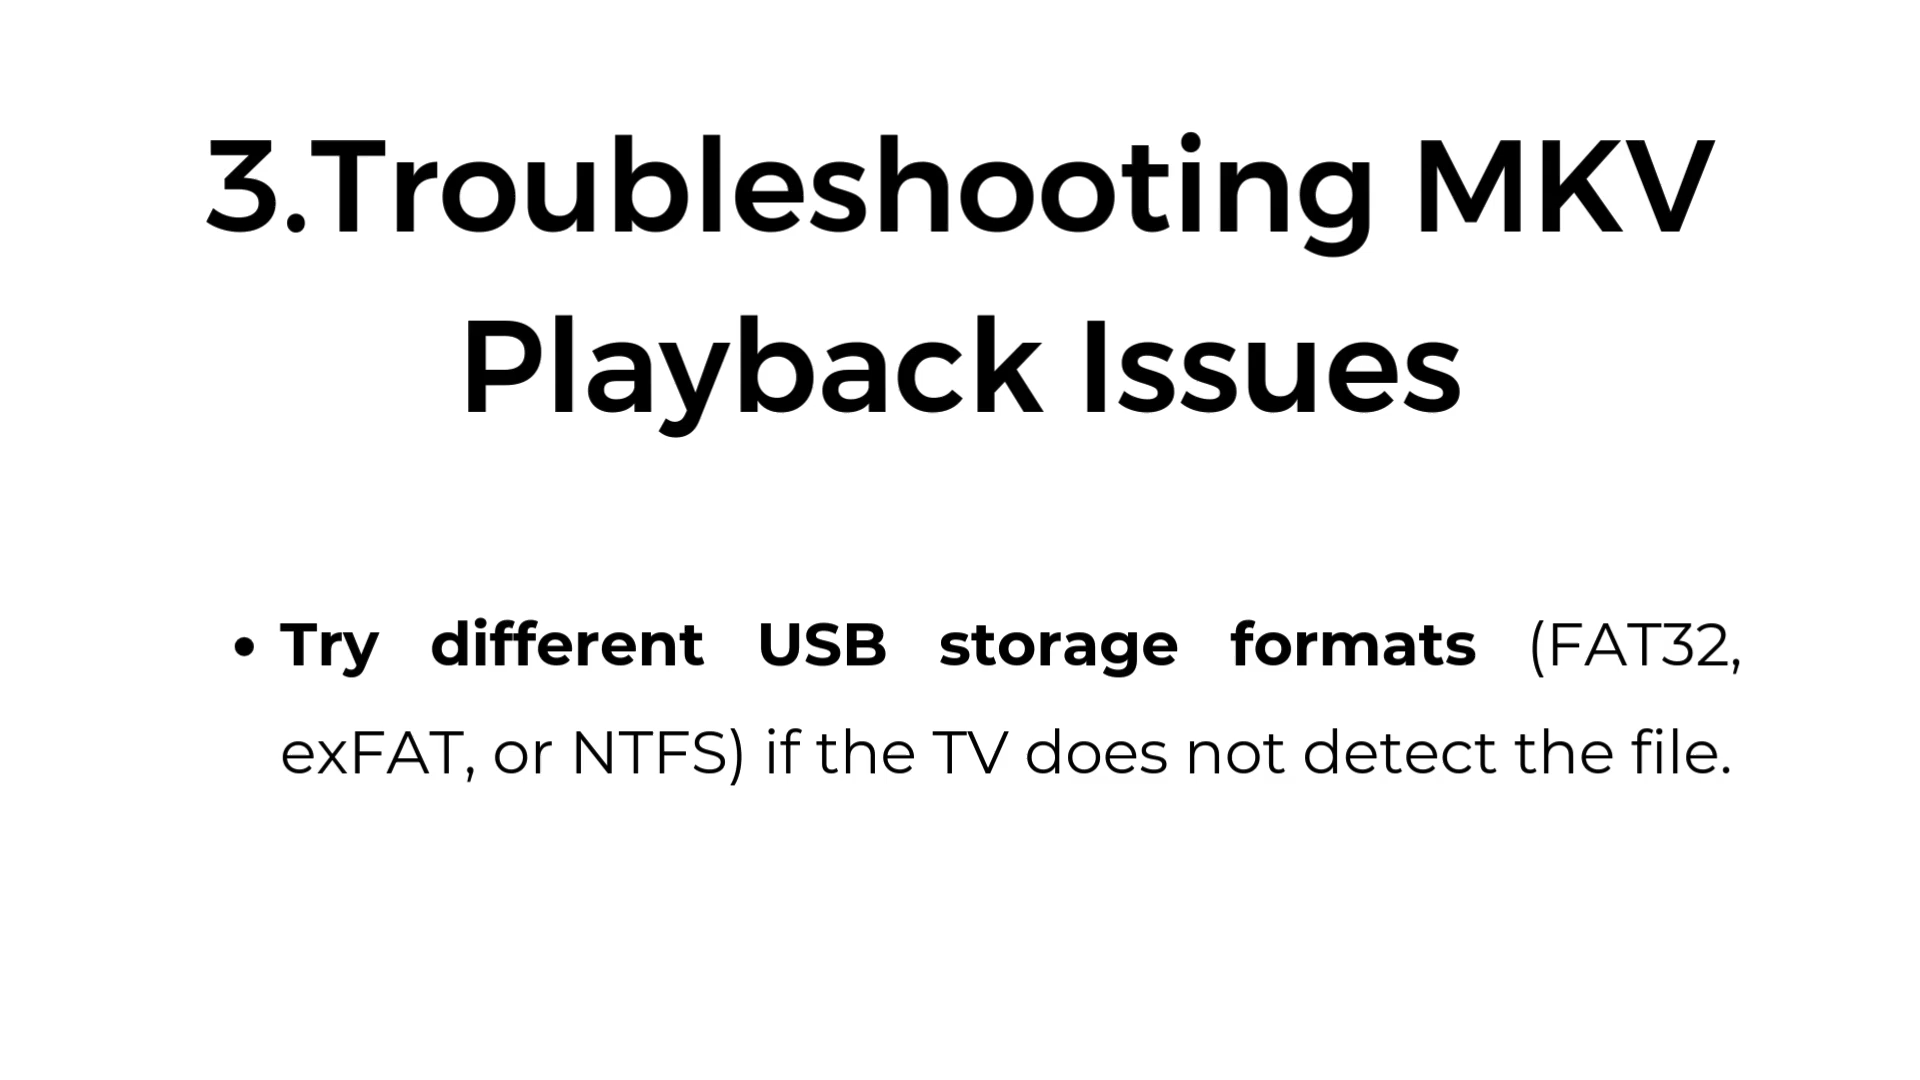 3.Troubleshooting MKV
Playback Issues
• Try different USB storage formats (FAT32,
exFAT, or NTFS) if the TV does not detect the file.